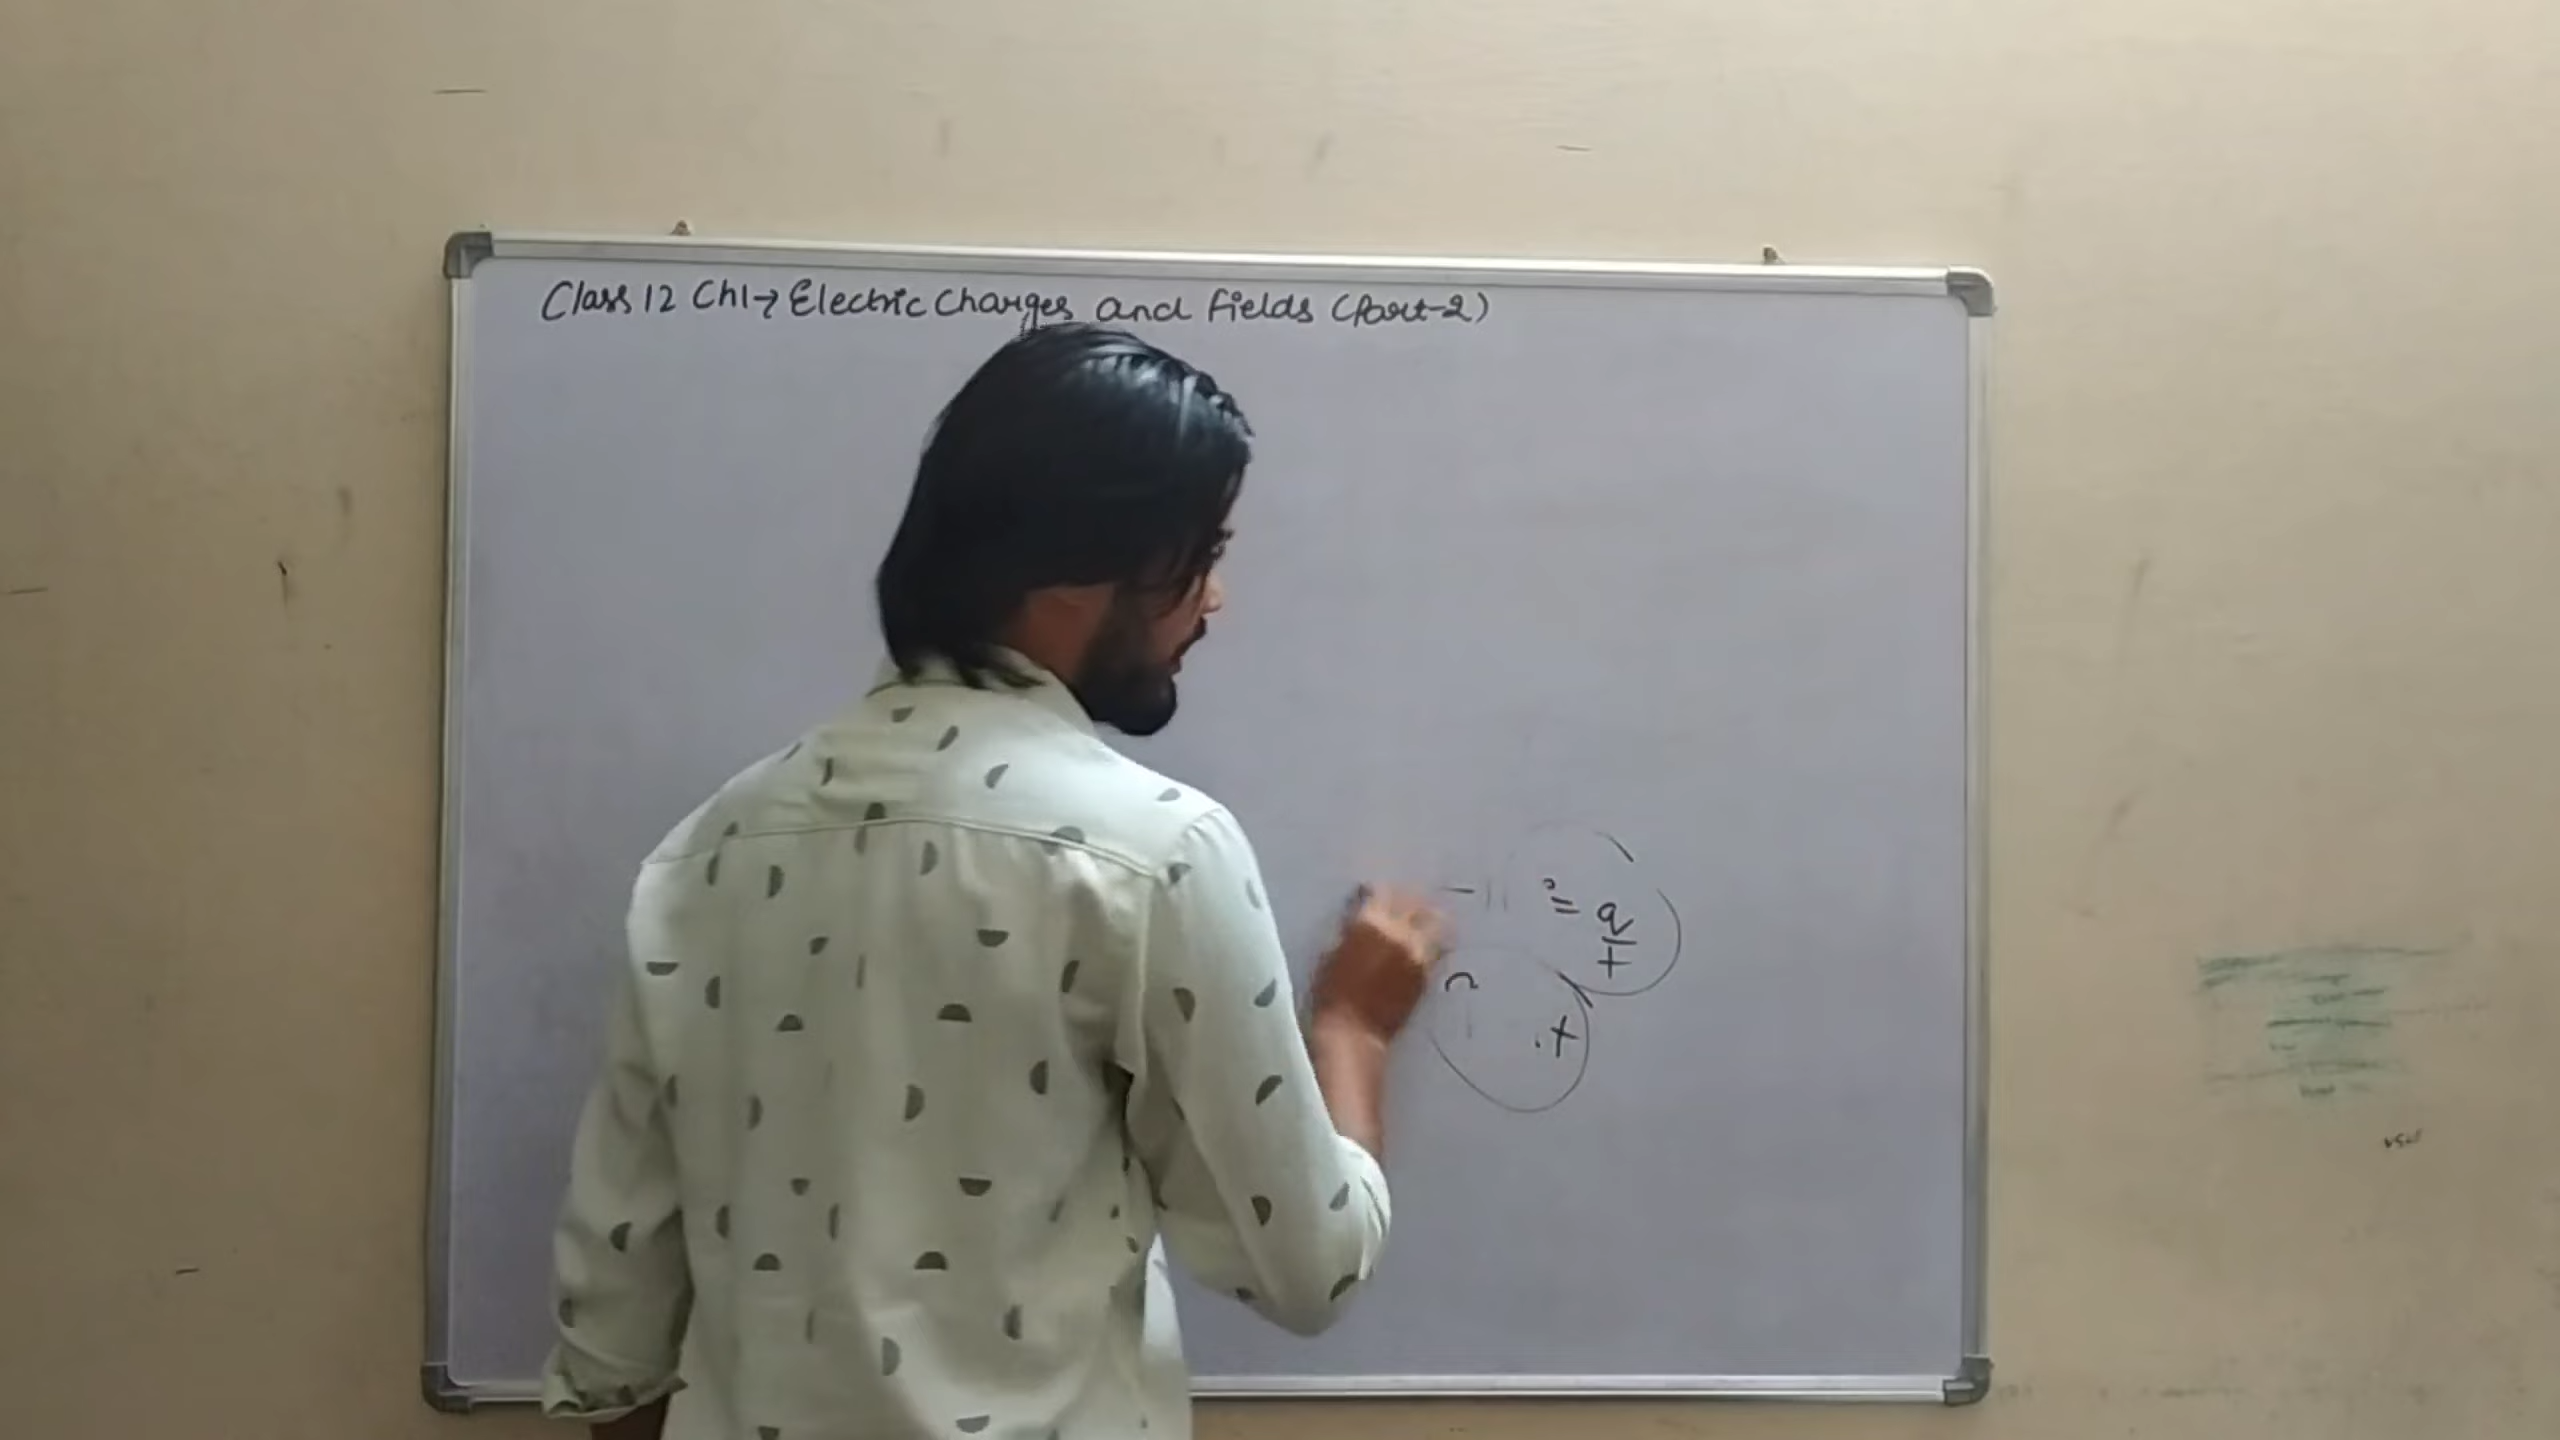 Class 12 Ch1→ Electric Charges and Fields (Part-2)
i = q/t